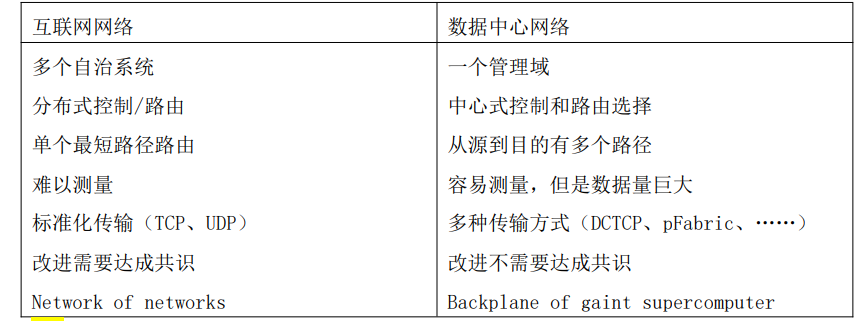 互联网网络 数据中心网络
多个自治系统 一个管理域
分布式控制/路由 中心式控制和路由选择
单个最短路径路由 从源到目的有多个路径
难以测量 容易测量，但是数据量巨大
标准化传输（TCP、UDP） 多种传输方式（DCTCP、pFabric、……）
改进需要达成共识 改进不需要达成共识
Network of networks Backplane of gaint supercomputer